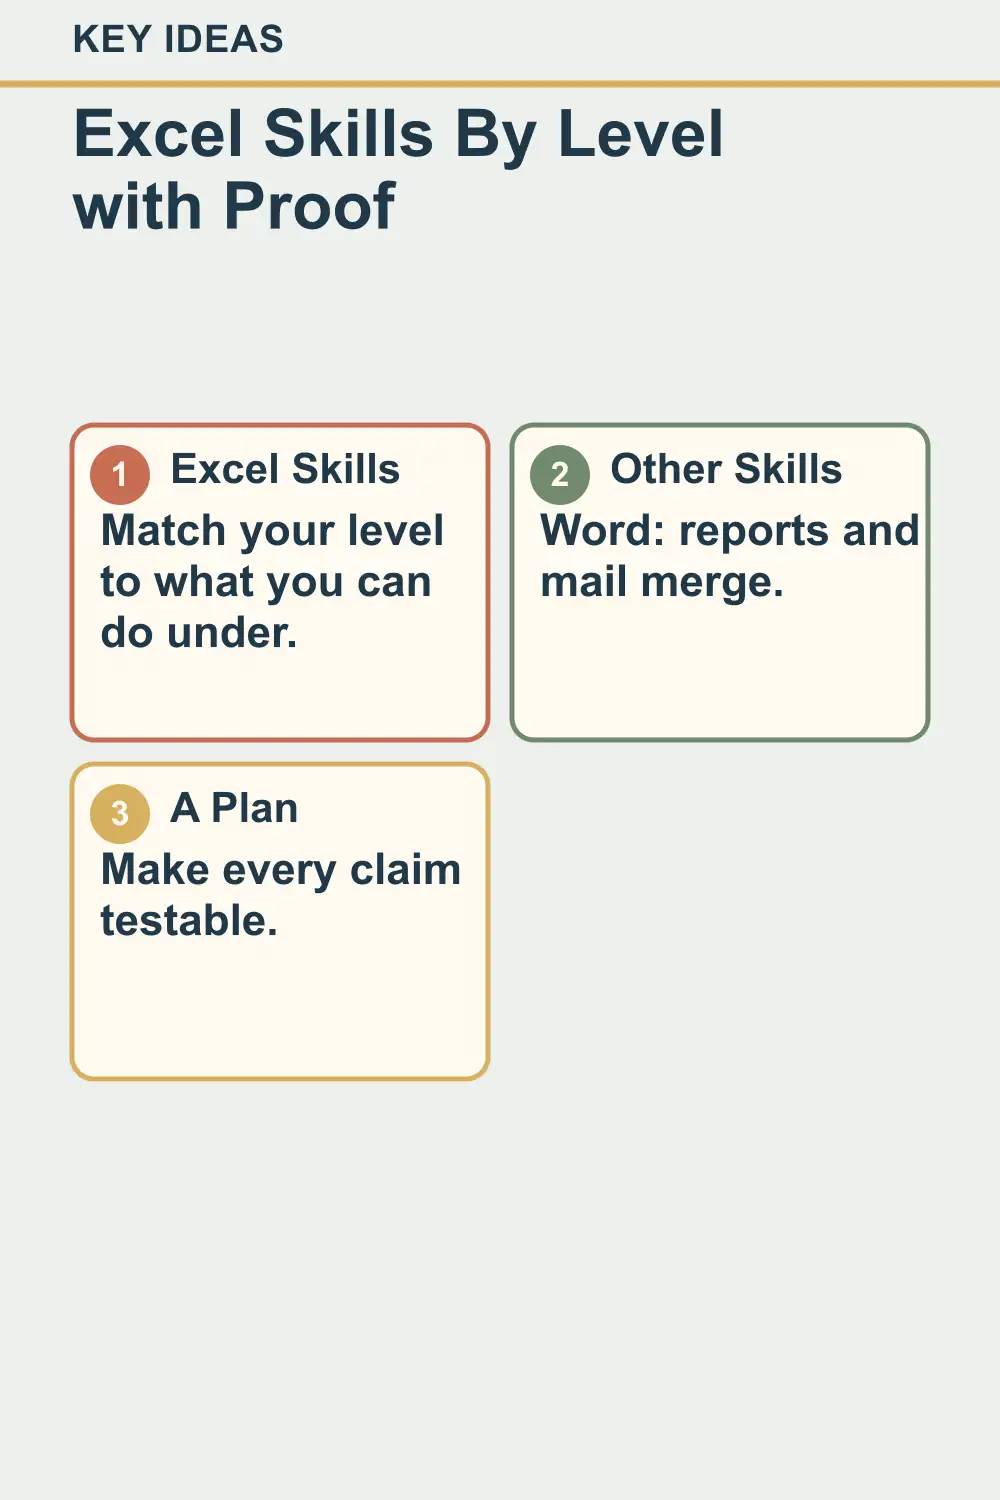 KEY IDEAS
Excel Skills By Level
with Proof
1 Excel Skills
Match your level
to what you can
do under.
2 Other Skills
Word: reports and
mail merge.
3 A Plan
Make every claim
testable.